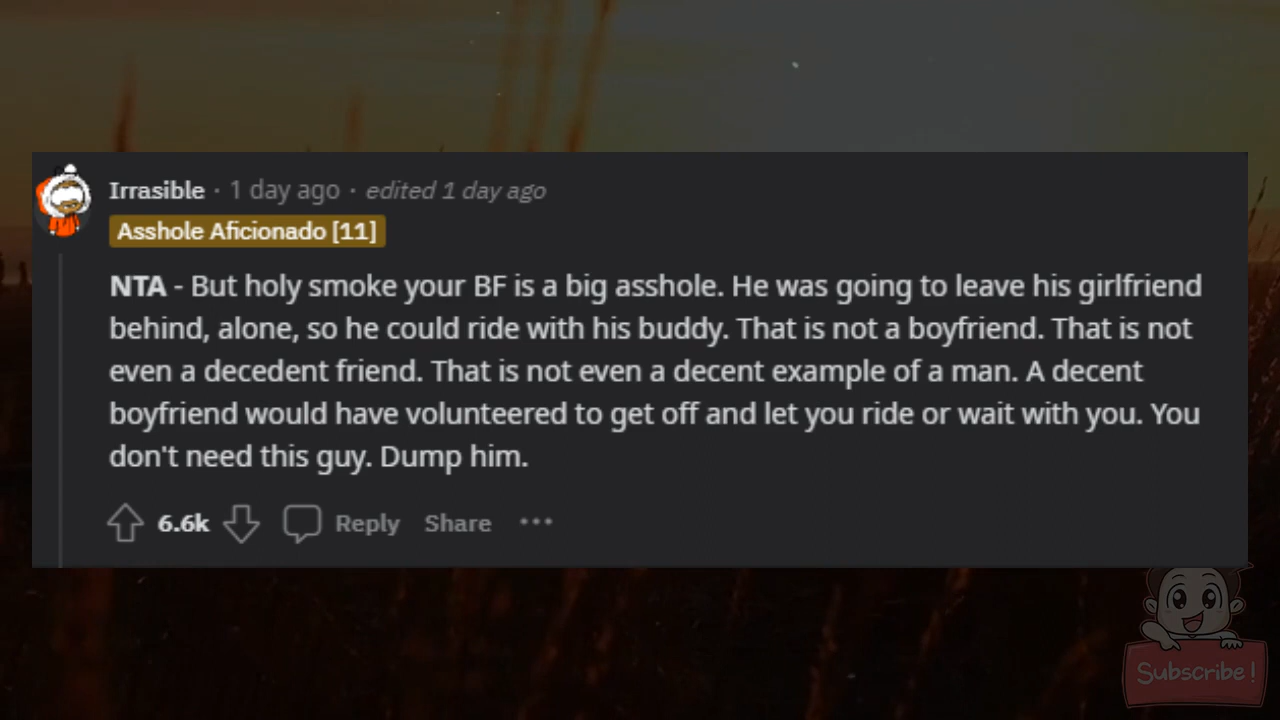 Irrasible · 1 day ago · edited 1 day ago
Asshole Aficionado [11]
NTA - But holy smoke your BF is a big asshole. He was going to leave his girlfriend
behind, alone, so he could ride with his buddy. That is not a boyfriend. That is not
even a decedent friend. That is not even a decent example of a man. A decent
boyfriend would have volunteered to get off and let you ride or wait with you. You
don't need this guy. Dump him.
6.6k Reply Share ···
Subscribe!